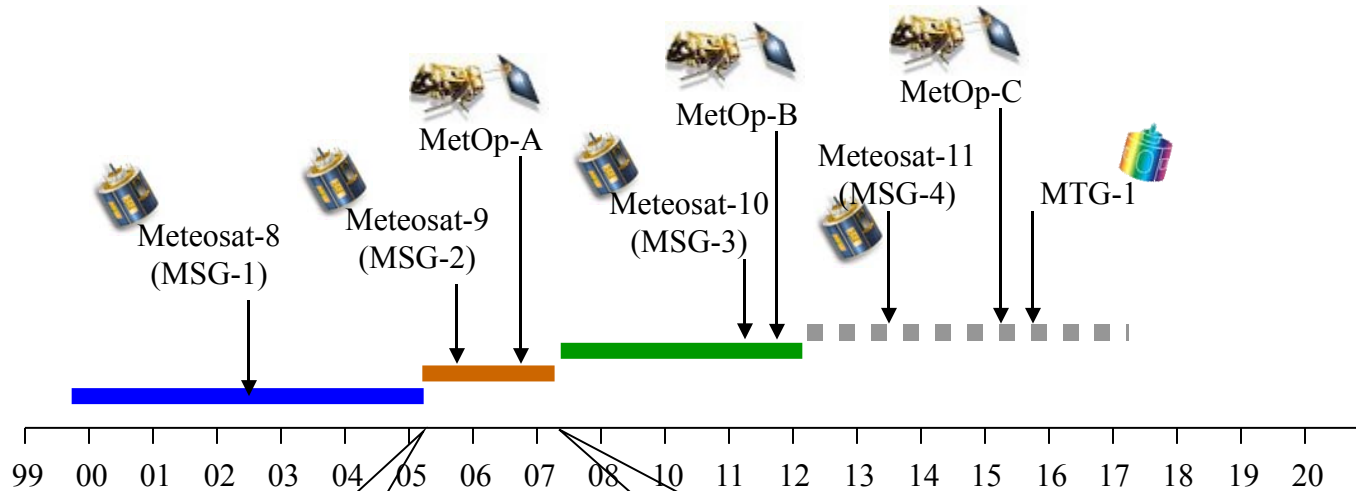 MetOp-A
MetOp-B
MetOp-C
Meteosat-8
(MSG-1)
Meteosat-9
(MSG-2)
Meteosat-10
(MSG-3)
Meteosat-11
(MSG-4)
MTG-1
99 00 01 02 03 04 05 06 07 08 10 11 12 13 14 15 16 17 18 19 20